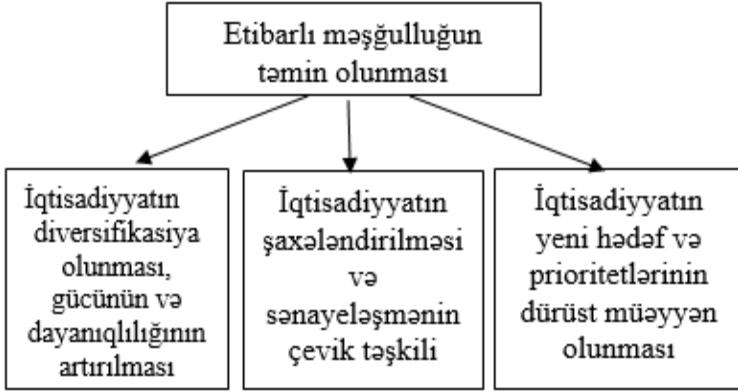 Etibarlı məşğulluğun
təmin olunması
İqtisadiyyatın
diversifikasiya
olunması,
gücünün və
dayanıqlılığının
artırılması
İqtisadiyyatın
şaxələndirilməsi
və
sənayeləşmənin
çevik təşkili
İqtisadiyyatın
yeni hədəf və
prioritetlərinin
dürüst müəyyən
olunması